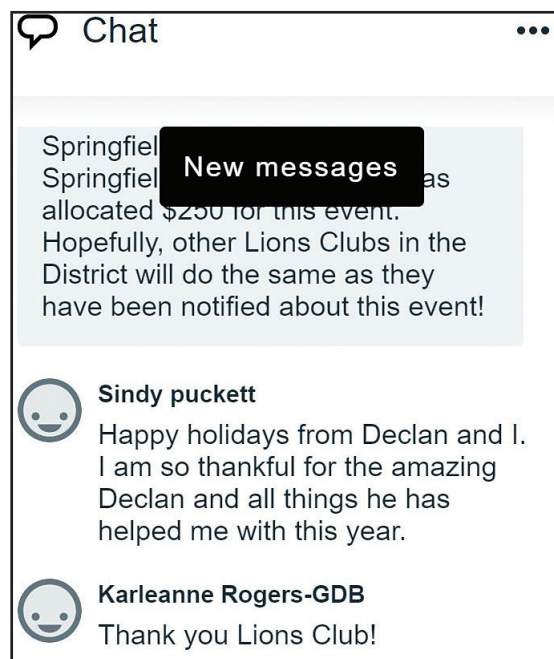 Chat
Springfiel
New messages
Springfiel as
allocated $250 for this event.
Hopefully, other Lions Clubs in the
District will do the same as they
have been notified about this event!
Sindy puckett
Happy holidays from Declan and I.
I am so thankful for the amazing
Declan and all things he has
helped me with this year.
Karleanne Rogers-GDB
Thank you Lions Club!